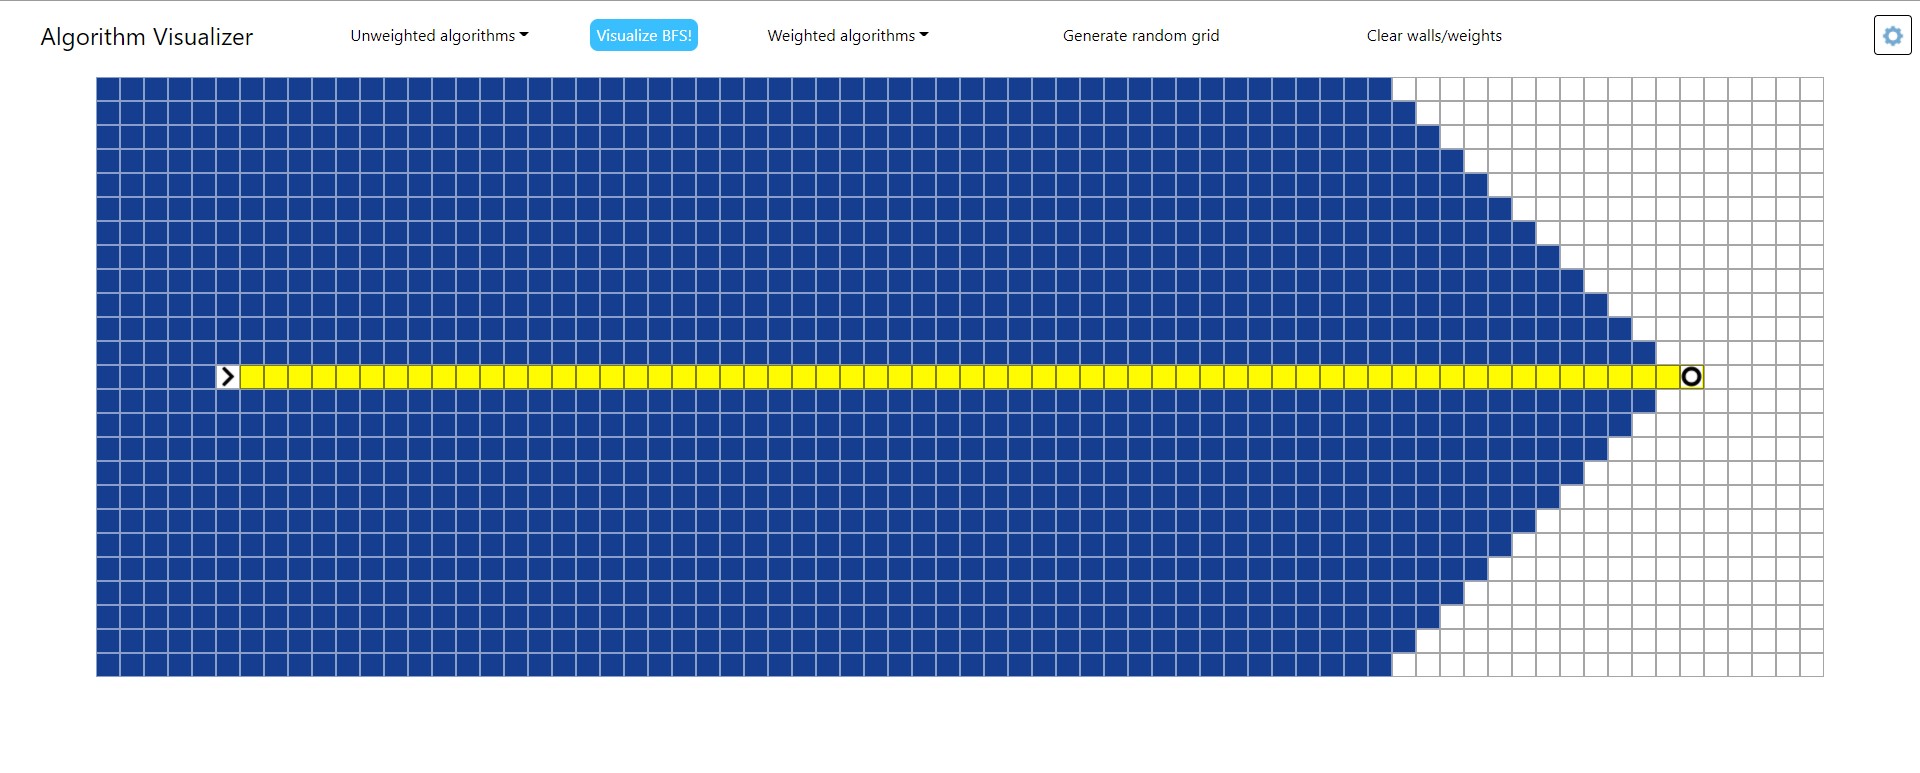 Algorithm Visualizer
Unweighted algorithms
Visualize BFS!
Weighted algorithms
Generate random grid
Clear walls/weights